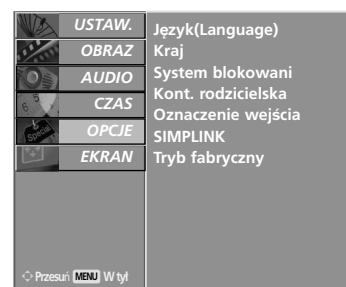 USTAW.
OBRAZ
AUDIO
CZAS
OPCJE
EKRAN
Język(Language)
Kraj
System blokowani
Kont. rodzicielska
Oznaczenie wejścia
SIMPLINK
Tryb fabryczny
Special
Przesuń MENU W tył